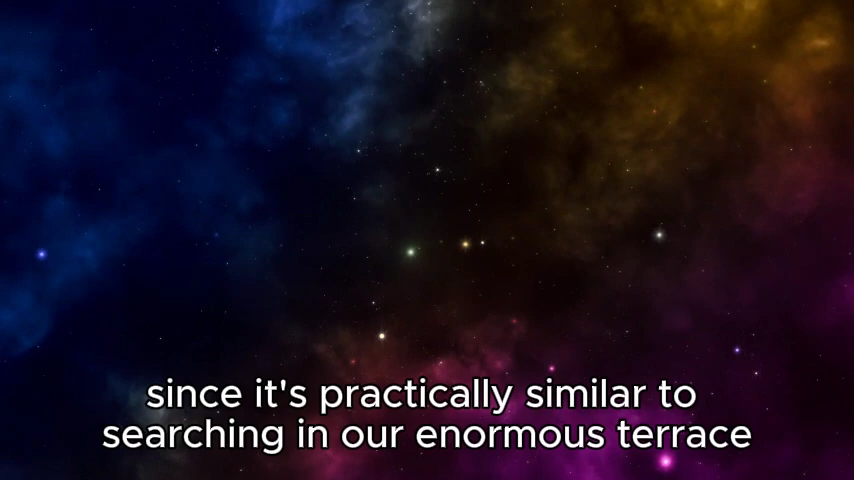 since it's practically similar to
searching in our enormous terrace